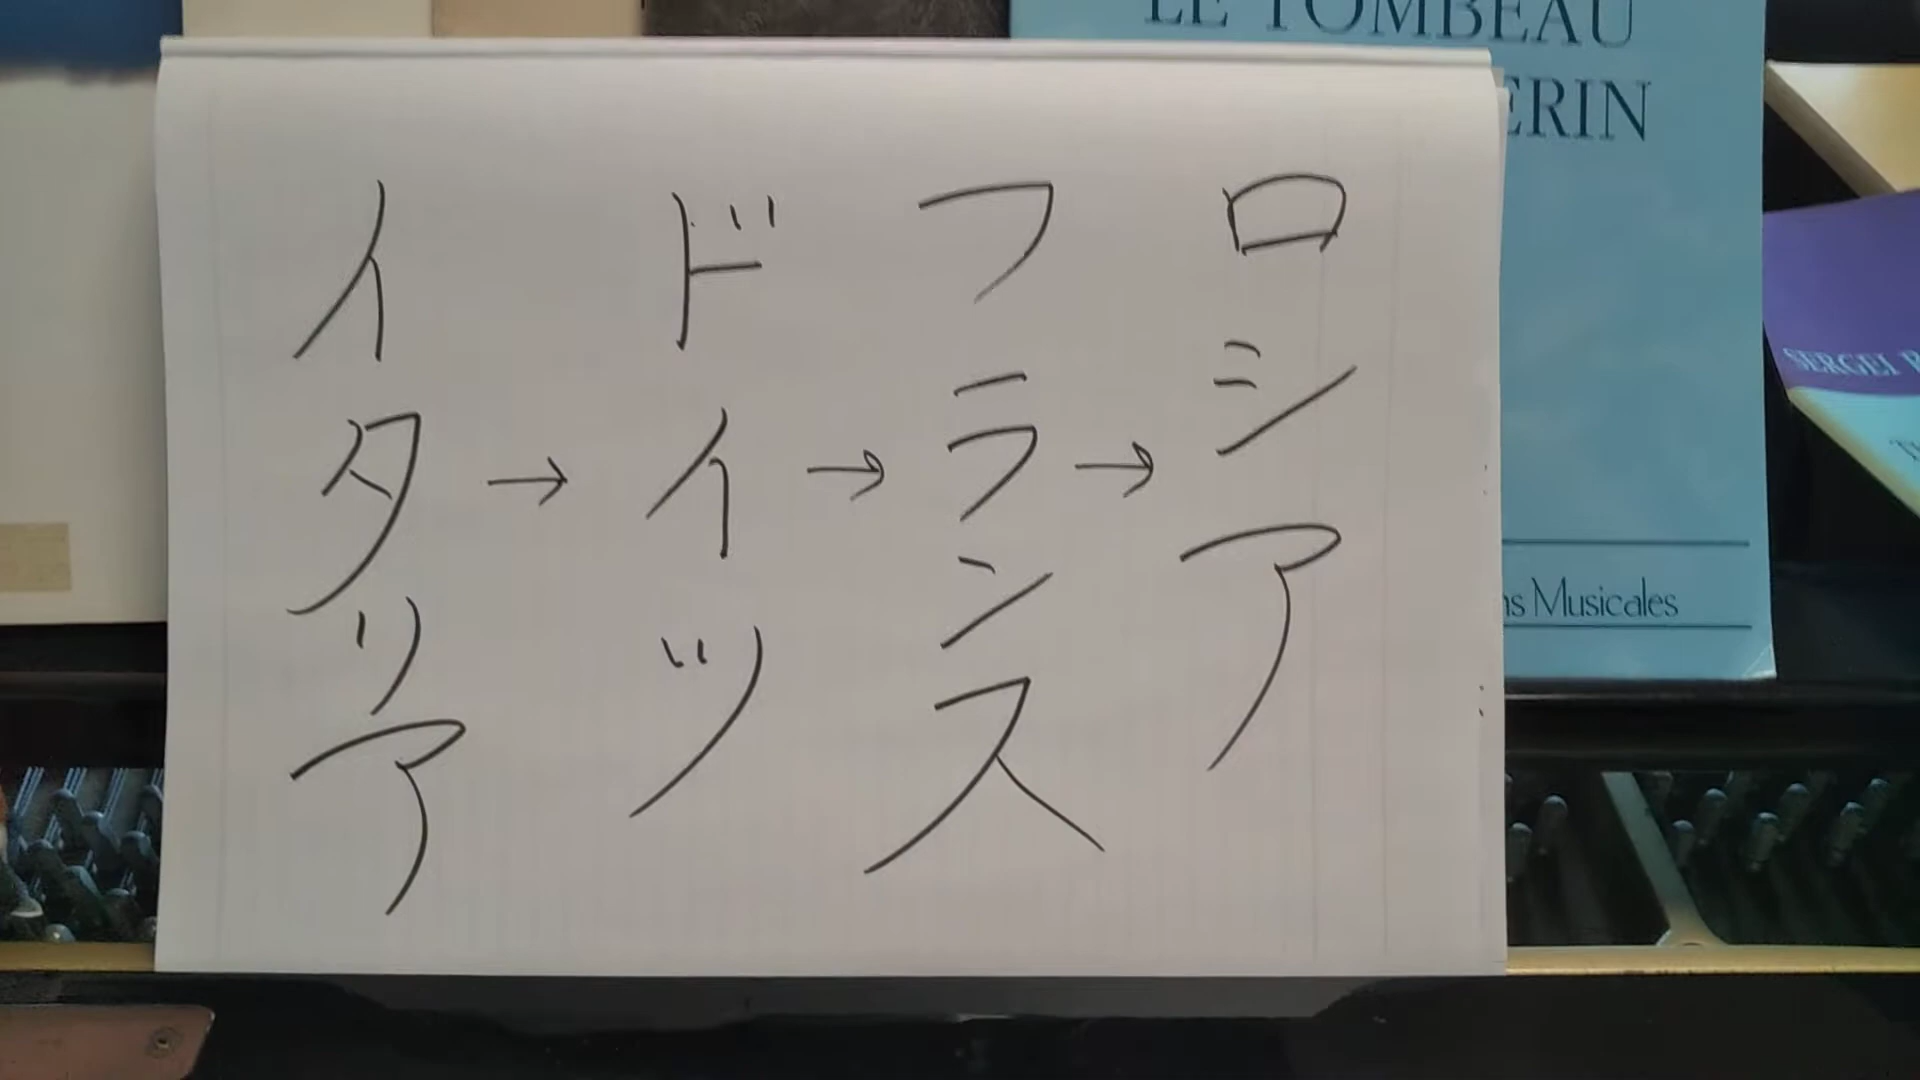 イタリア → ドイツ → フランス → ロシア
LE TOMBEAU
ERIN
ns Musicales
SERGEI